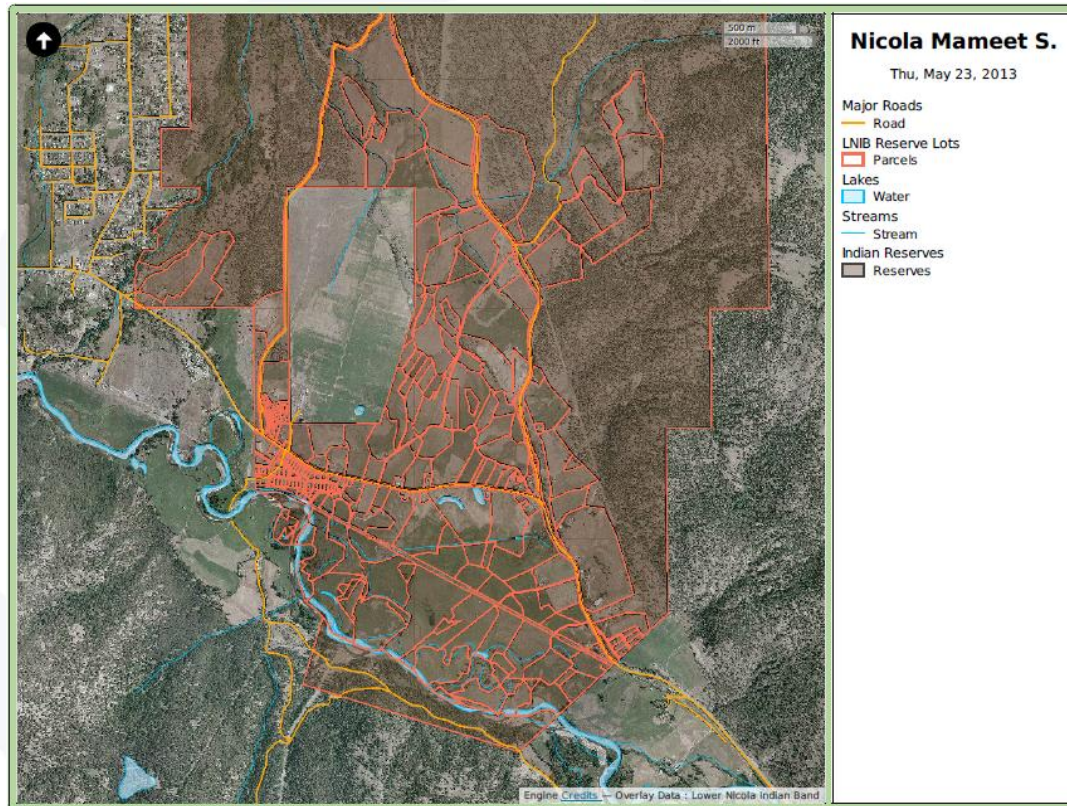 500 m
2000 ft
Nicola Mameet S.
Thu, May 23, 2013
Major Roads
Road
LNIB Reserve Lots
Parcels
Lakes
Water
Streams
Stream
Indian Reserves
Reserves
Engine Credits — Overlay Data : Lower Nicola Indian Band